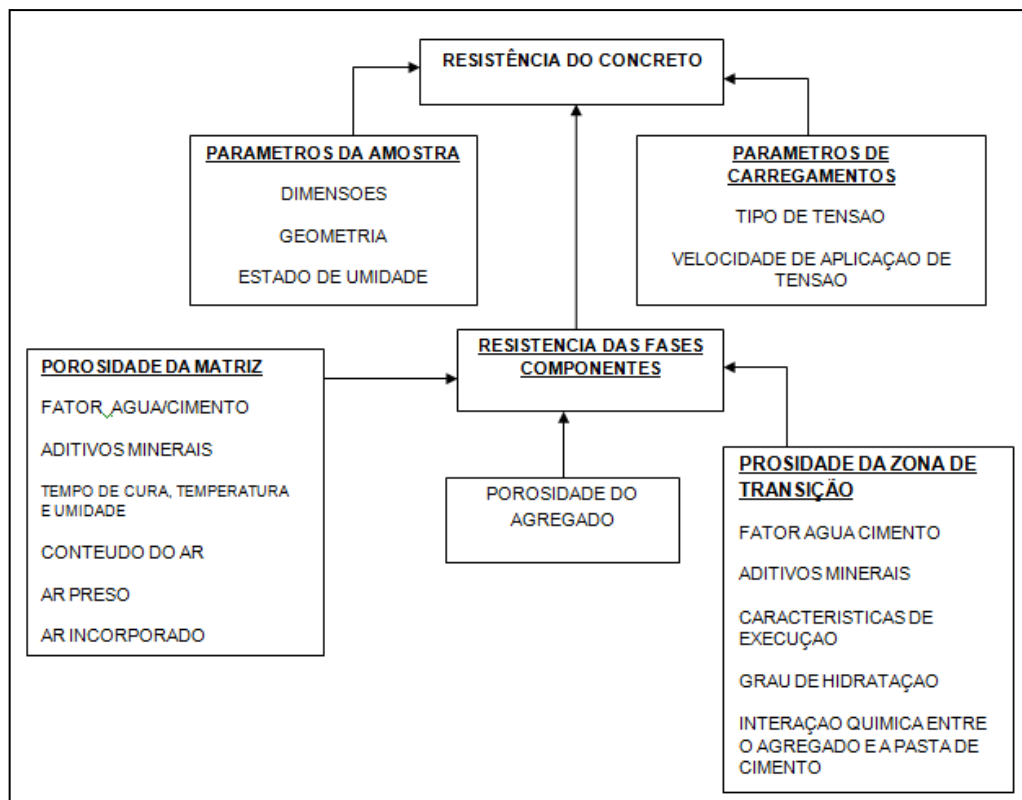 RESISTÊNCIA DO CONCRETO
PARAMETROS DA AMOSTRA
DIMENSOES
GEOMETRIA
ESTADO DE UMIDADE
PARAMETROS DE
CARREGAMENTOS
TIPO DE TENSAO
VELOCIDADE DE APLICAÇAO DE
TENSAO
RESISTENCIA DAS FASES
COMPONENTES
POROSIDADE DA MATRIZ
FATOR AGUA/CIMENTO
ADITIVOS MINERAIS
TEMPO DE CURA, TEMPERATURA
E UMIDADE
CONTEUDO DO AR
AR PRESO
AR INCORPORADO
POROSIDADE DO
AGREGADO
PROSIDADE DA ZONA DE
TRANSIÇÃO
FATOR AGUA CIMENTO
ADITIVOS MINERAIS
CARACTERISTICAS DE
EXECUÇAO
GRAU DE HIDRATAÇAO
INTERAÇAO QUIMICA ENTRE
O AGREGADO E A PASTA DE
CIMENTO